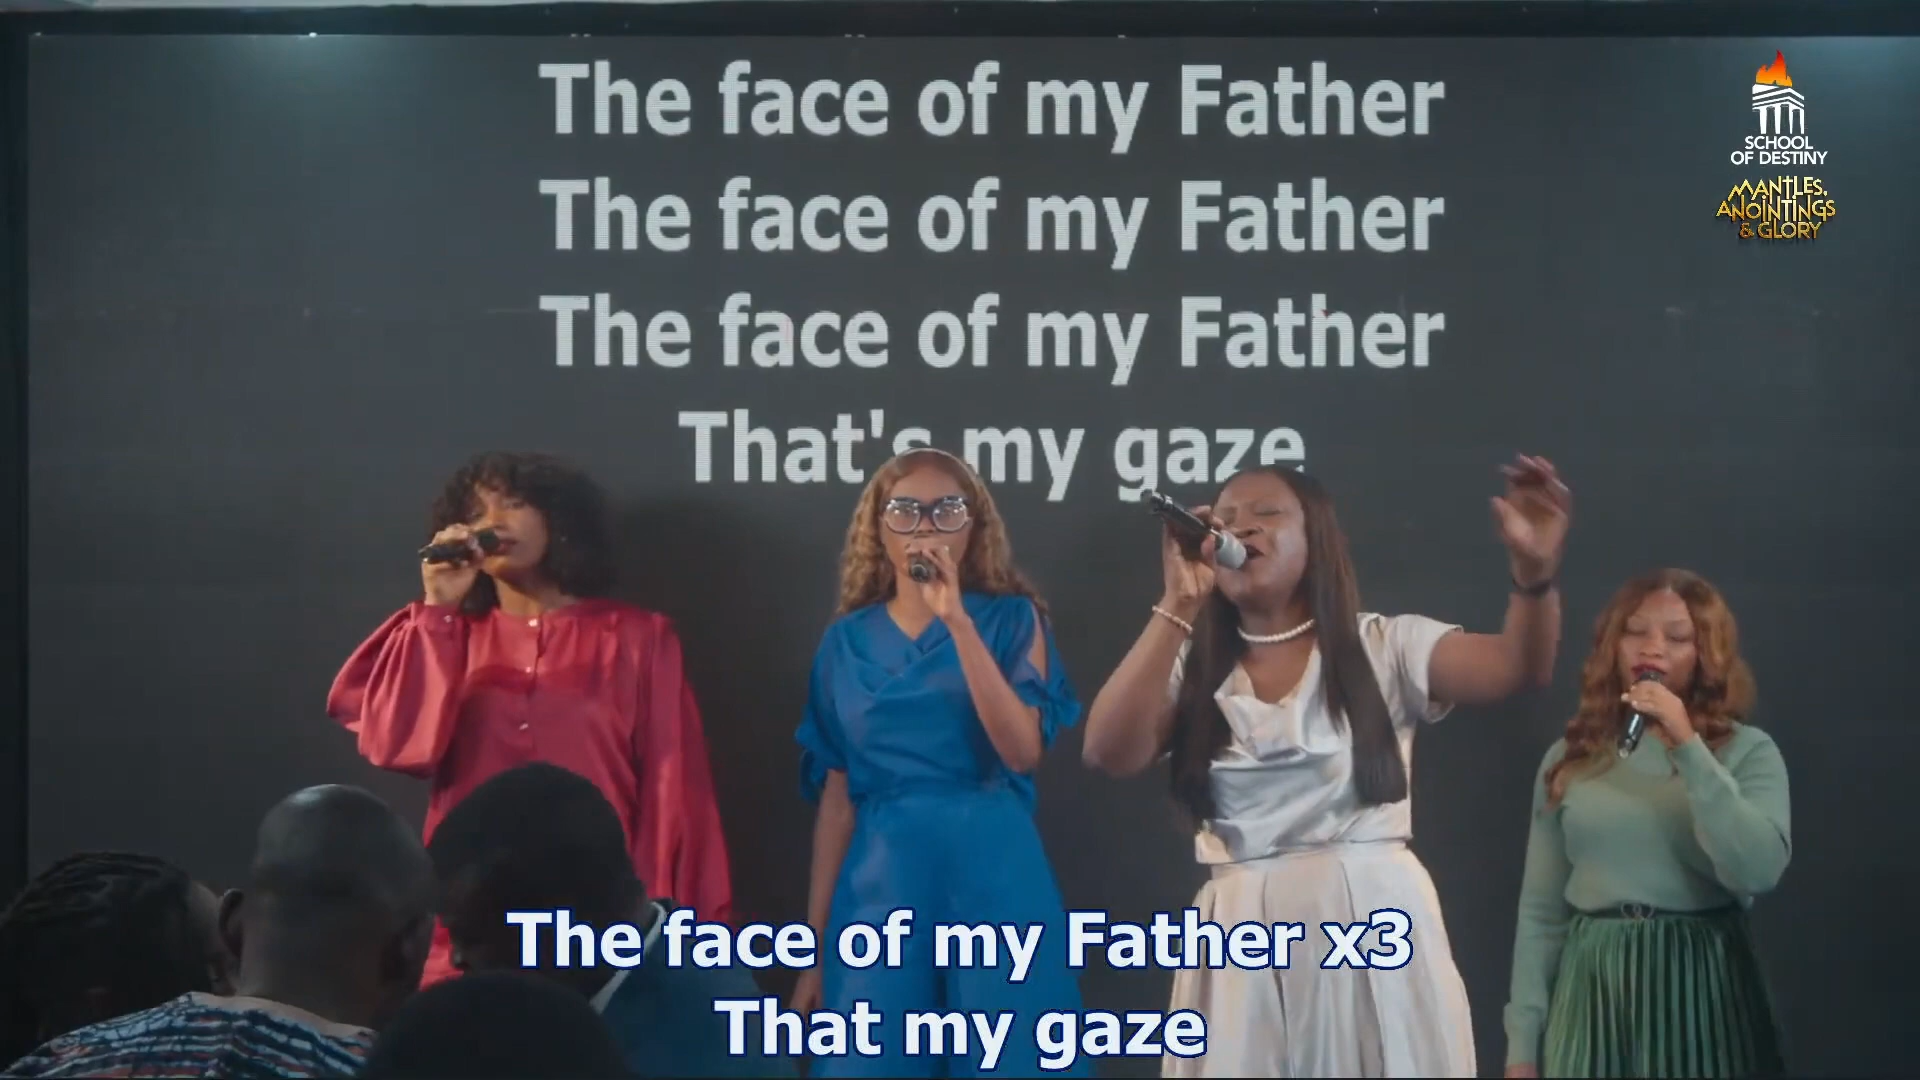 The face of my Father
The face of my Father
The face of my Father
That's my gaze
SCHOOL
OF DESTINY
MANTLES,
ANOINTINGS
& GLORY
The face of my Father x3
That my gaze